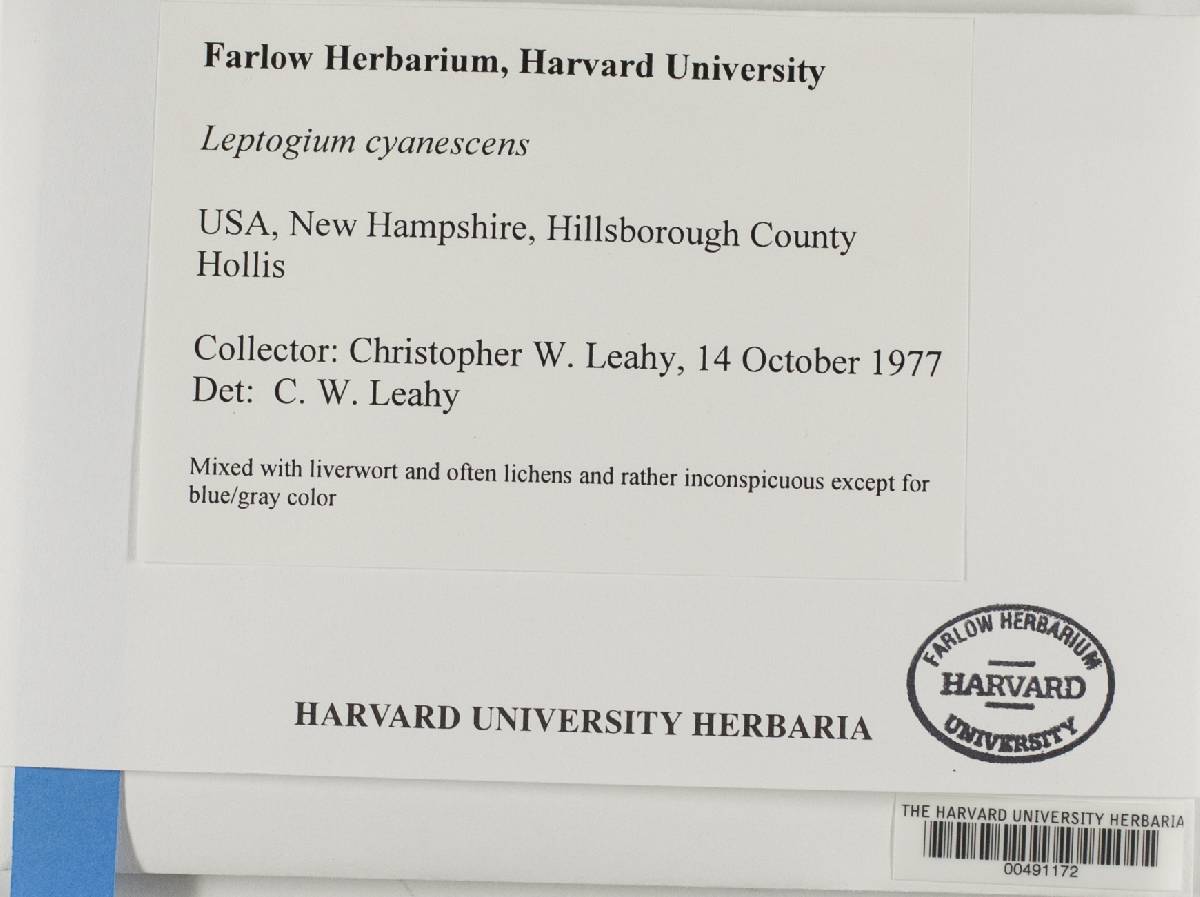 Farlow Herbarium, Harvard University
Leptogium cyanescens
USA, New Hampshire, Hillsborough County
Hollis
Collector: Christopher W. Leahy, 14 October 1977
Det: C. W. Leahy
Mixed with liverwort and often lichens and rather inconspicuous except for
blue/gray color
FARLOW HERBARIUM
HARVARD
UNIVERSITY
HARVARD UNIVERSITY HERBARIA
THE HARVARD UNIVERSITY HERBARIA
00491172